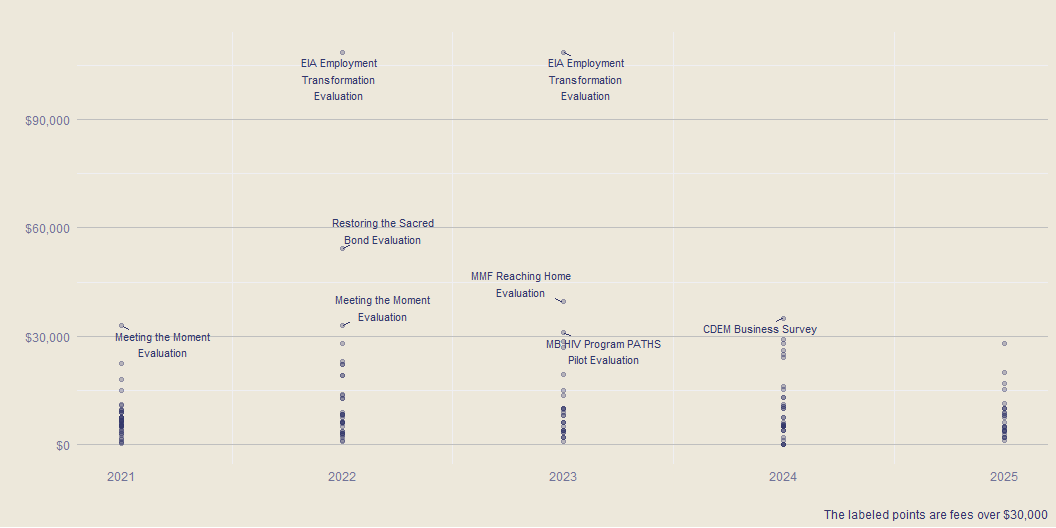 EIA Employment
Transformation
Evaluation
EIA Employment
Transformation
Evaluation
$90,000
Restoring the Sacred
Bond Evaluation
$60,000
MMF Reaching Home
Evaluation
Meeting the Moment
Evaluation
CDEM Business Survey
$30,000
Meeting the Moment
Evaluation
MB HIV Program PATHS
Pilot Evaluation
$0
2021
2022
2023
2024
2025
The labeled points are fees over $30,000